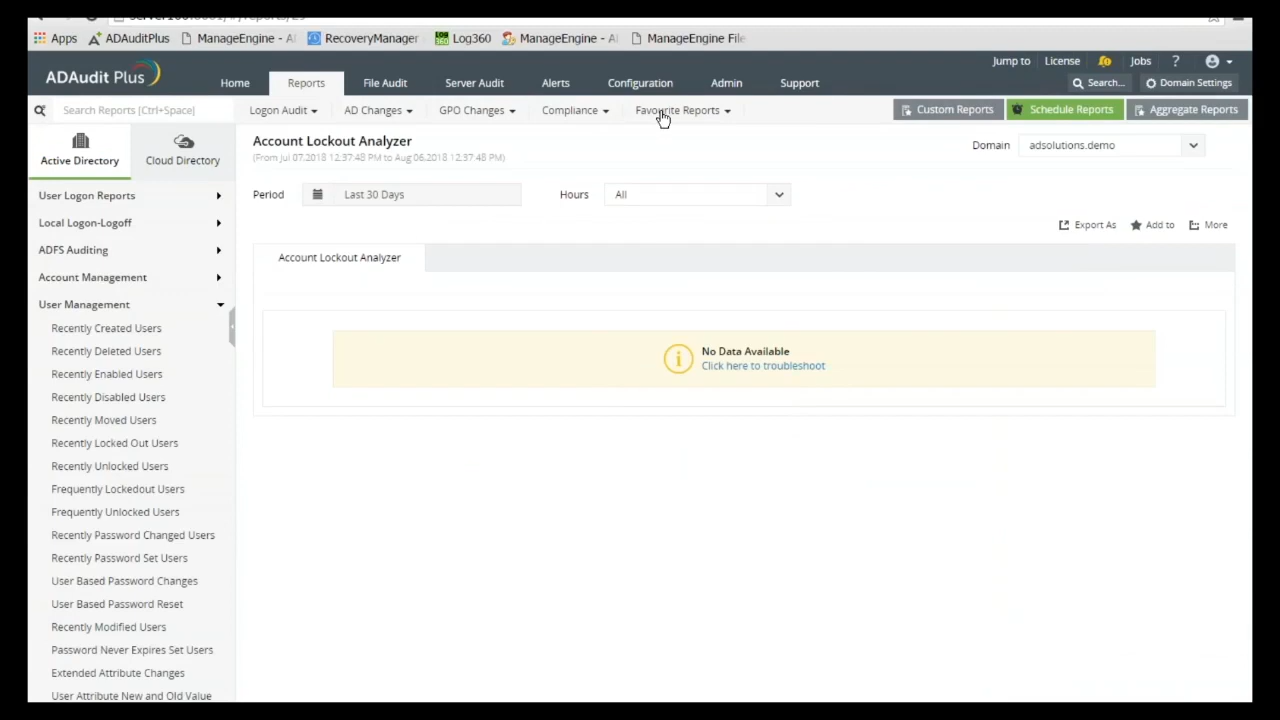 Apps ADAuditPlus ManageEngine - A RecoveryManager Log360 ManageEngine - A ManageEngine File
ADAudit Plus
Jump to License Jobs ?
Home Reports File Audit Server Audit Alerts Configuration Admin Support
Search... Domain Settings
Search Reports [Ctrl+Space] Logon Audit AD Changes GPO Changes Compliance Favourite Reports Custom Reports Schedule Reports Aggregate Reports
Active Directory Cloud Directory
Account Lockout Analyzer
(From Jul 07,2018 12:37:48 PM to Aug 06,2018 12:37:48 PM)
Domain adsolutions.demo
Period Last 30 Days Hours All
Export As Add to More
Account Lockout Analyzer
No Data Available
Click here to troubleshoot
User Logon Reports
Local Logon-Logoff
ADFS Auditing
Account Management
User Management
Recently Created Users
Recently Deleted Users
Recently Enabled Users
Recently Disabled Users
Recently Moved Users
Recently Locked Out Users
Recently Unlocked Users
Frequently Lockedout Users
Frequently Unlocked Users
Recently Password Changed Users
Recently Password Set Users
User Based Password Changes
User Based Password Reset
Recently Modified Users
Password Never Expires Set Users
Extended Attribute Changes
User Attribute New and Old Value